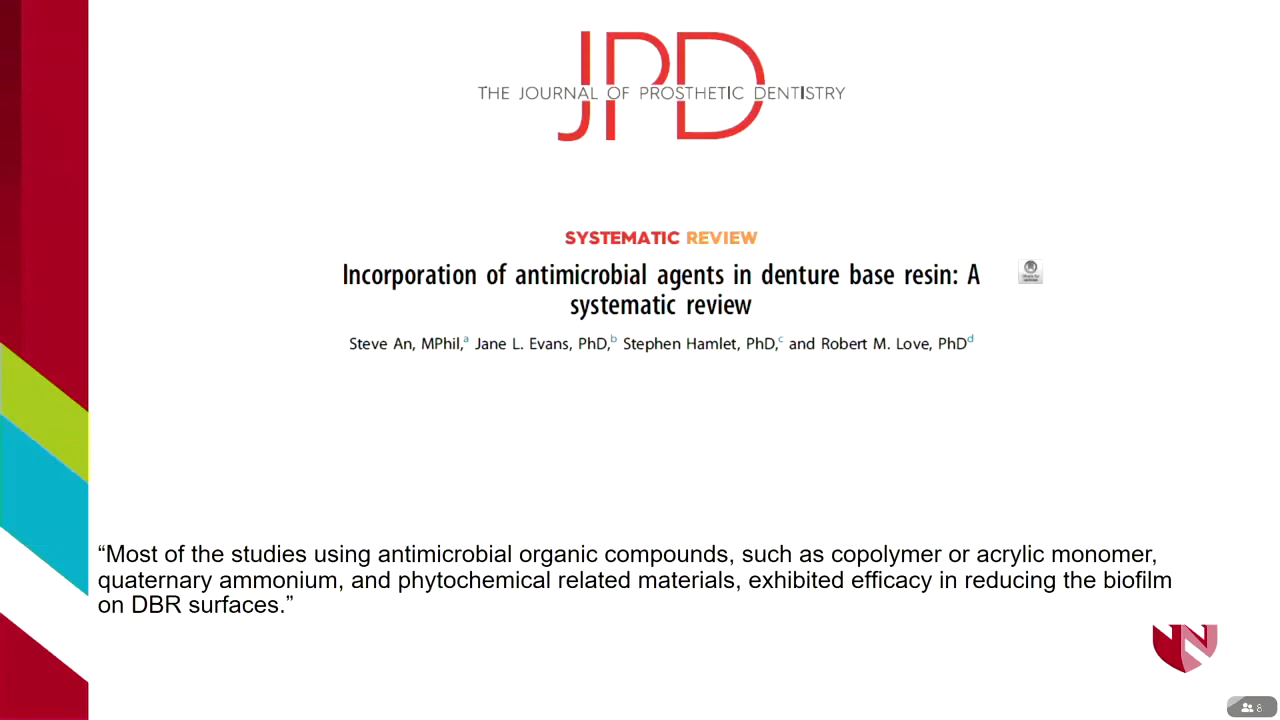 JPD
THE JOURNAL OF PROSTHETIC DENTISTRY
SYSTEMATIC REVIEW
Incorporation of antimicrobial agents in denture base resin: A
systematic review
Steve An, MPhil,a Jane L. Evans, PhD,b Stephen Hamlet, PhD,c and Robert M. Love, PhDd
“Most of the studies using antimicrobial organic compounds, such as copolymer or acrylic monomer,
quaternary ammonium, and phytochemical related materials, exhibited efficacy in reducing the biofilm
on DBR surfaces.”
N
8